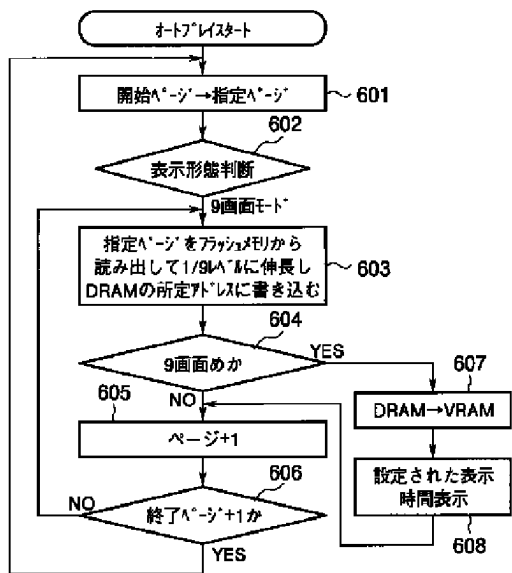 オートプレイスタート
開始ページ→指定ページ
601
602
表示形態判断
9画面モード
指定ページをフラッシュメモリから
読み出して1/9レベルに伸長し
DRAMの所定アドレスに書き込む
603
604
9画面めか
YES
NO
605
ページ+1
606
NO
終了ページ+1か
YES
607
DRAM→VRAM
設定された表示
時間表示
608